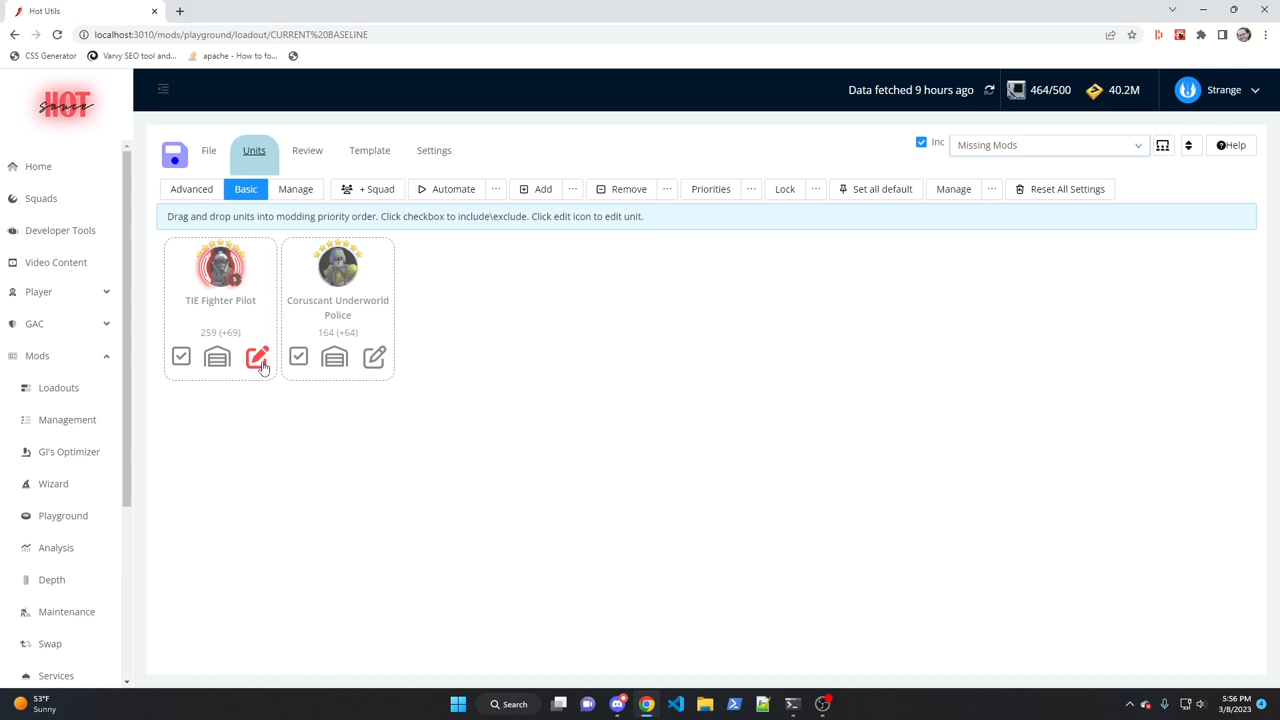 Hot Utils
localhost:3010/mods/playground/loadout/CURRENT%20BASELINE
CSS Generator
Varvy SEO tool and...
apache - How to fo...
HOT
sauce
Data fetched 9 hours ago
464/500
40.2M
Strange
Home
Squads
Developer Tools
Video Content
Player
GAC
Mods
Loadouts
Management
GI's Optimizer
Wizard
Playground
Analysis
Depth
Maintenance
Swap
Services
File
Units
Review
Template
Settings
Inc
Missing Mods
Help
Advanced
Basic
Manage
+ Squad
Automate
...
Add
...
Remove
...
Priorities
...
Lock
...
Set all default
Manage
...
Reset All Settings
Drag and drop units into modding priority order. Click checkbox to include\exclude. Click edit icon to edit unit.
TIE Fighter Pilot
259 (+69)
Coruscant Underworld
Police
164 (+64)
53°F
Sunny
Search
5:56 PM
3/8/2023